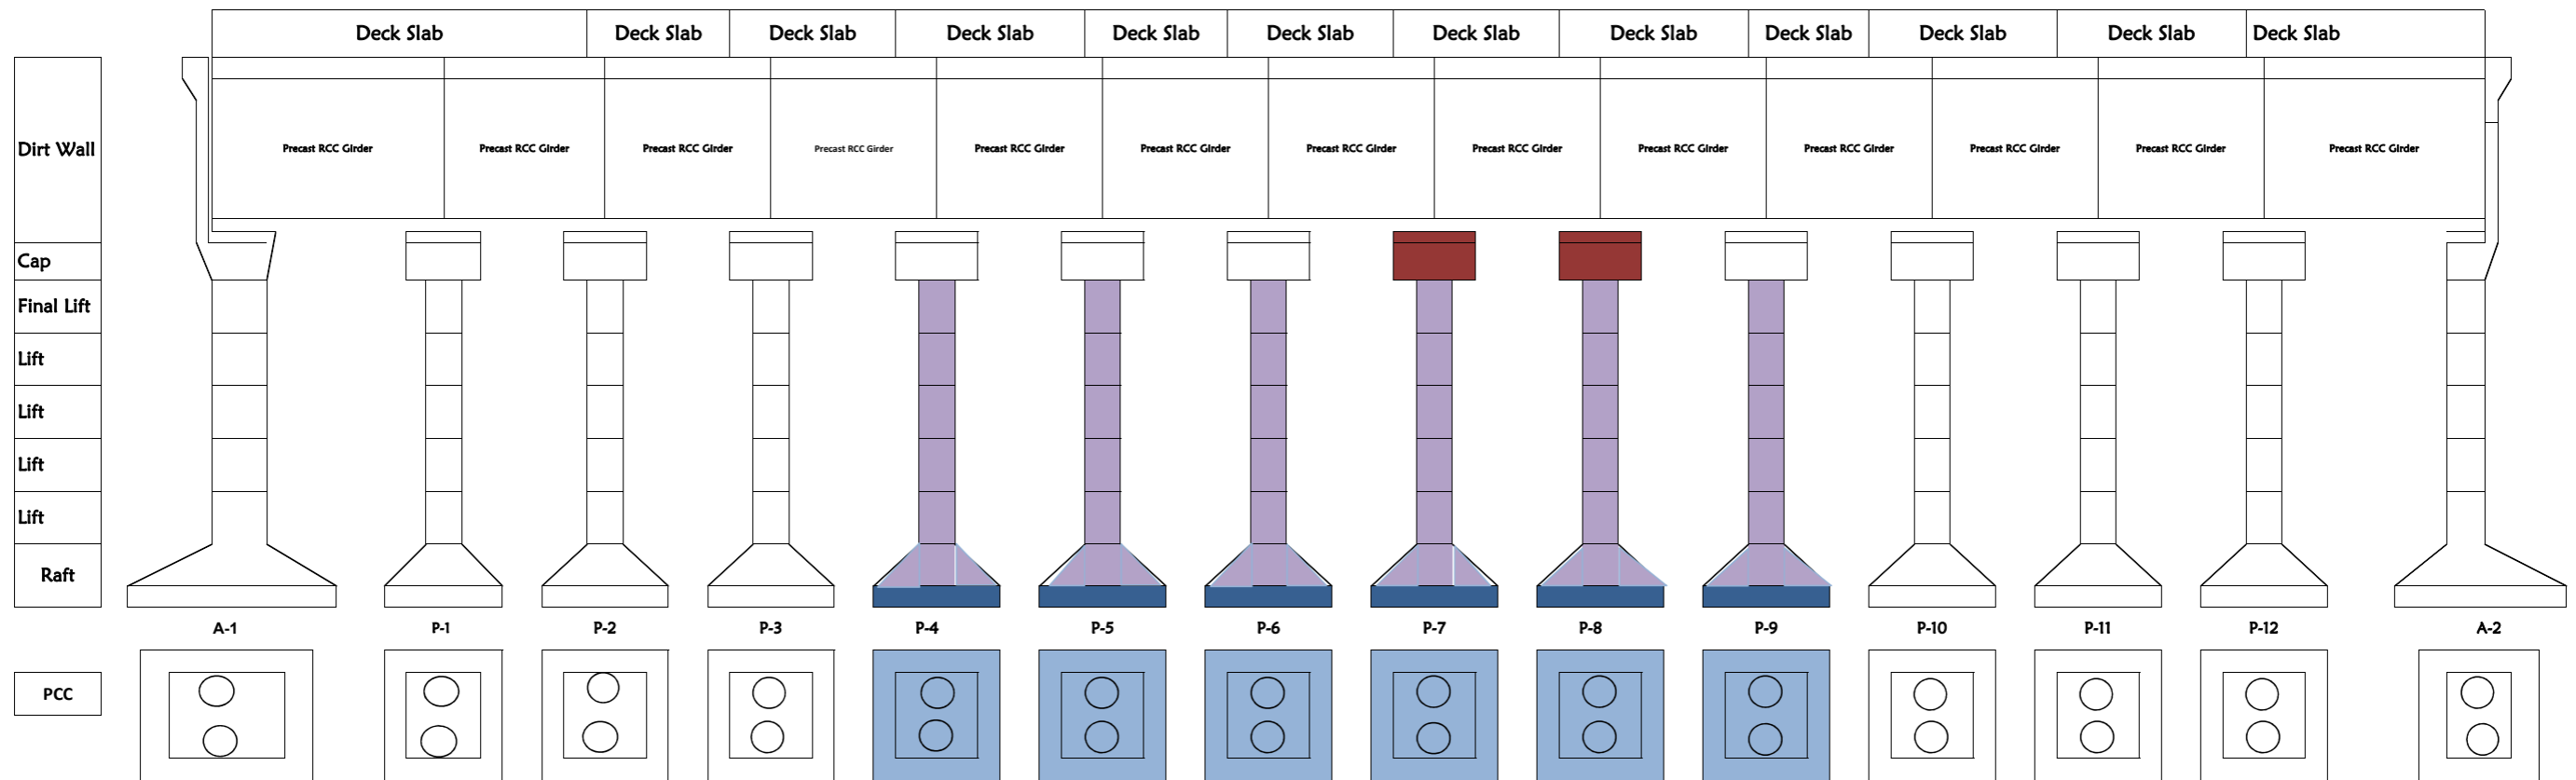 Deck Slab Deck Slab Deck Slab Deck Slab Deck Slab Deck Slab Deck Slab Deck Slab Deck Slab Deck Slab Deck Slab Deck Slab
Dirt Wall Precast RCC Girder Precast RCC Girder Precast RCC Girder Precast RCC Girder Precast RCC Girder Precast RCC Girder Precast RCC Girder Precast RCC Girder Precast RCC Girder Precast RCC Girder Precast RCC Girder Precast RCC Girder Precast RCC Girder
Cap
Final Lift
Lift
Lift
Lift
Lift
Raft
A-1 P-1 P-2 P-3 P-4 P-5 P-6 P-7 P-8 P-9 P-10 P-11 P-12 A-2
PCC